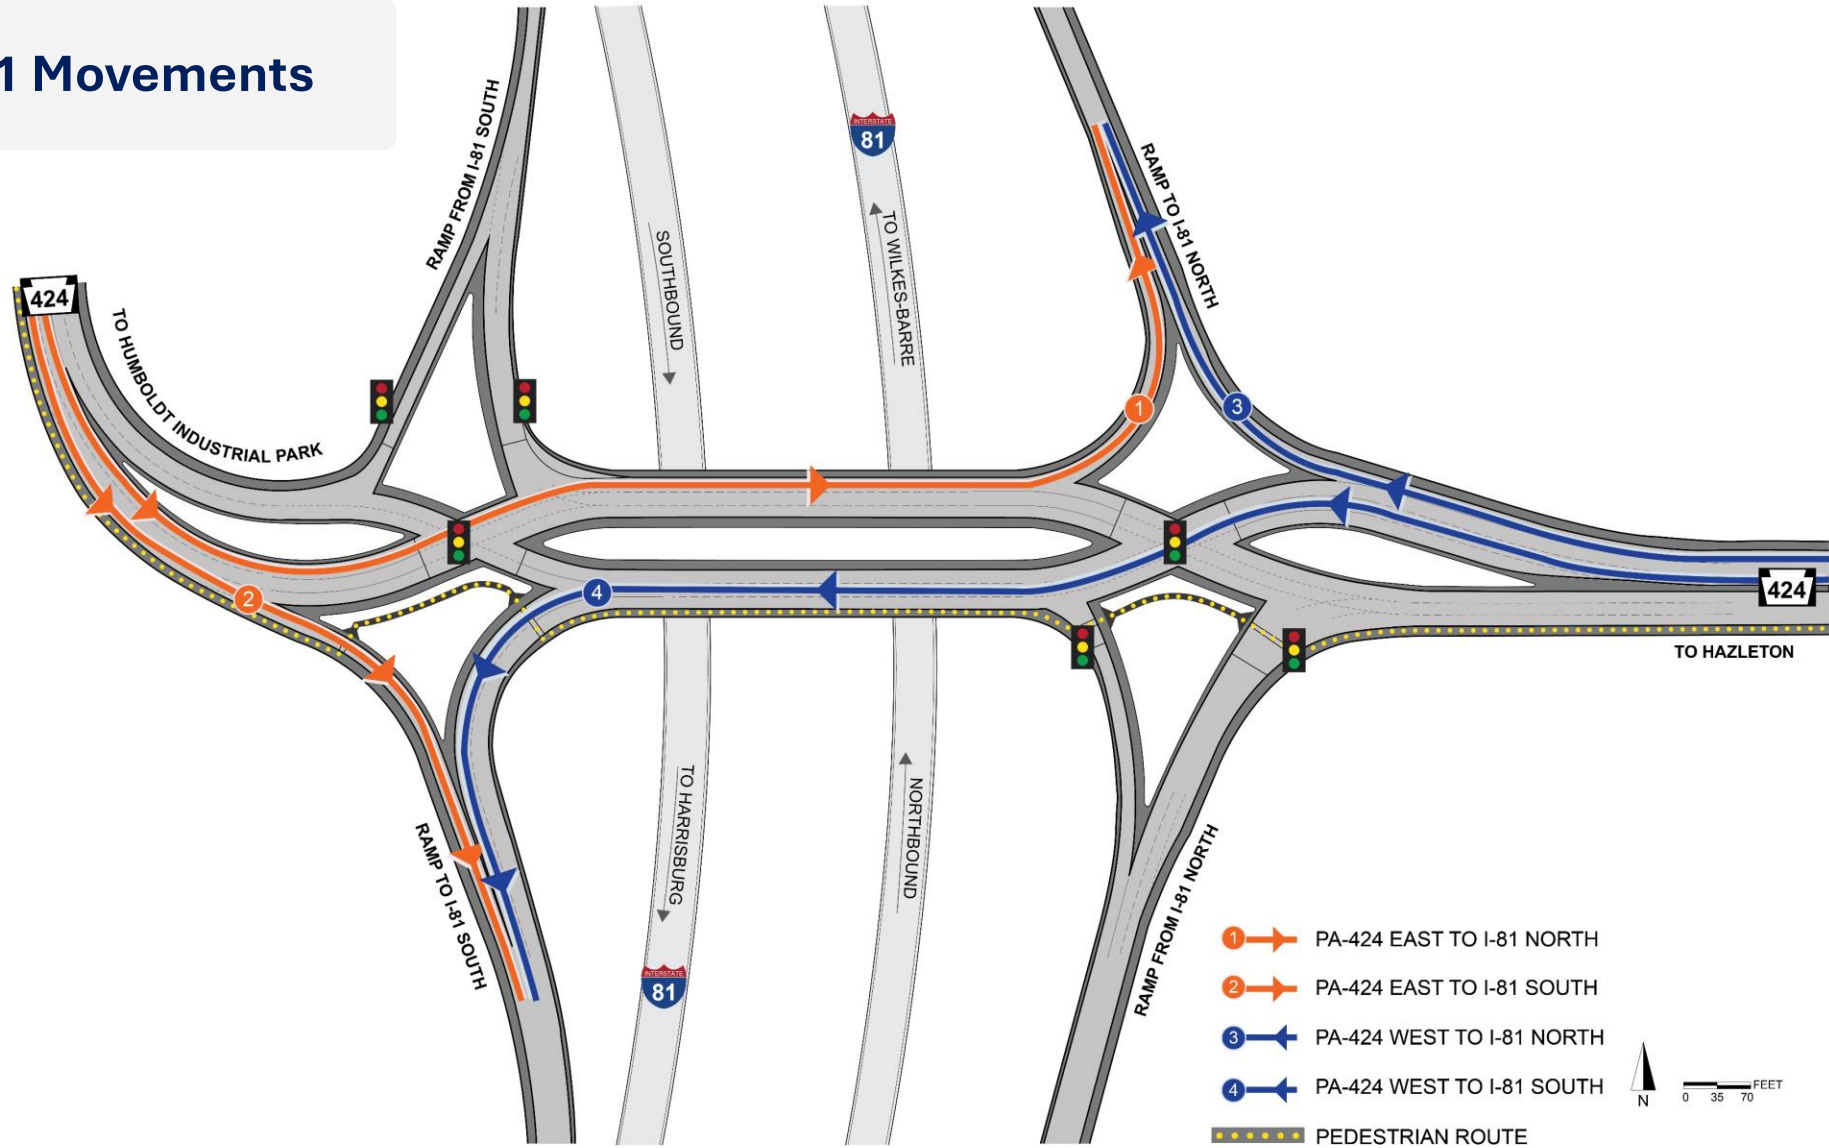 1 Movements
RAMP FROM I-81 SOUTH
INTERSTATE
81
RAMP TO I-81 NORTH
SOUTHBOUND
TO WILKES-BARRE
424
TO HUMBOLDT INDUSTRIAL PARK
1
3
2
4
424
TO HAZLETON
TO HARRISBURG
NORTHBOUND
RAMP TO I-81 SOUTH
RAMP FROM I-81 NORTH
INTERSTATE
81
1 PA-424 EAST TO I-81 NORTH
2 PA-424 EAST TO I-81 SOUTH
3 PA-424 WEST TO I-81 NORTH
4 PA-424 WEST TO I-81 SOUTH
PEDESTRIAN ROUTE
N
FEET
0 35 70